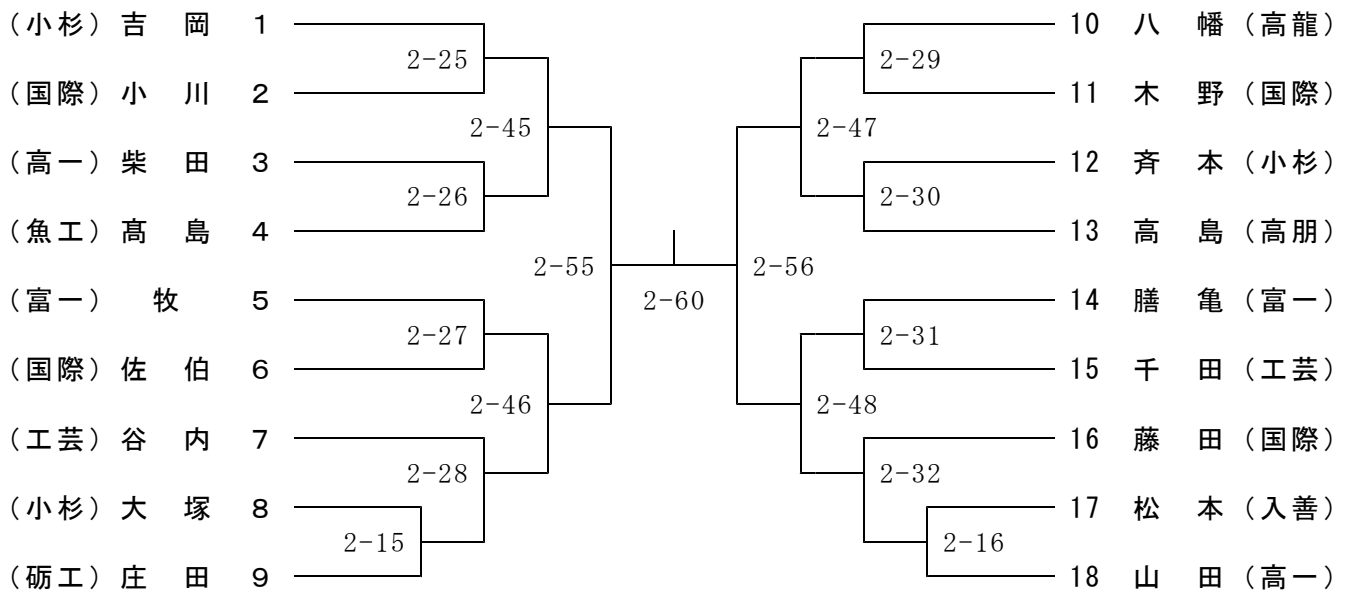 (小杉) 吉 岡 1
2-25
(国際) 小 川 2
2-45
(高一) 柴 田 3
2-26
(魚工) 髙 島 4
2-55
(富一) 牧 5
2-27
(国際) 佐 伯 6
2-46
(工芸) 谷 内 7
2-28
(小杉) 大 塚 8
2-15
(砺工) 庄 田 9
2-60
10 八 幡 (高龍)
2-29
11 木 野 (国際)
2-47
12 斉 本 (小杉)
2-30
13 高 島 (高朋)
2-56
14 膳 亀 (富一)
2-31
15 千 田 (工芸)
2-48
16 藤 田 (国際)
2-32
17 松 本 (入善)
2-16
18 山 田 (高一)